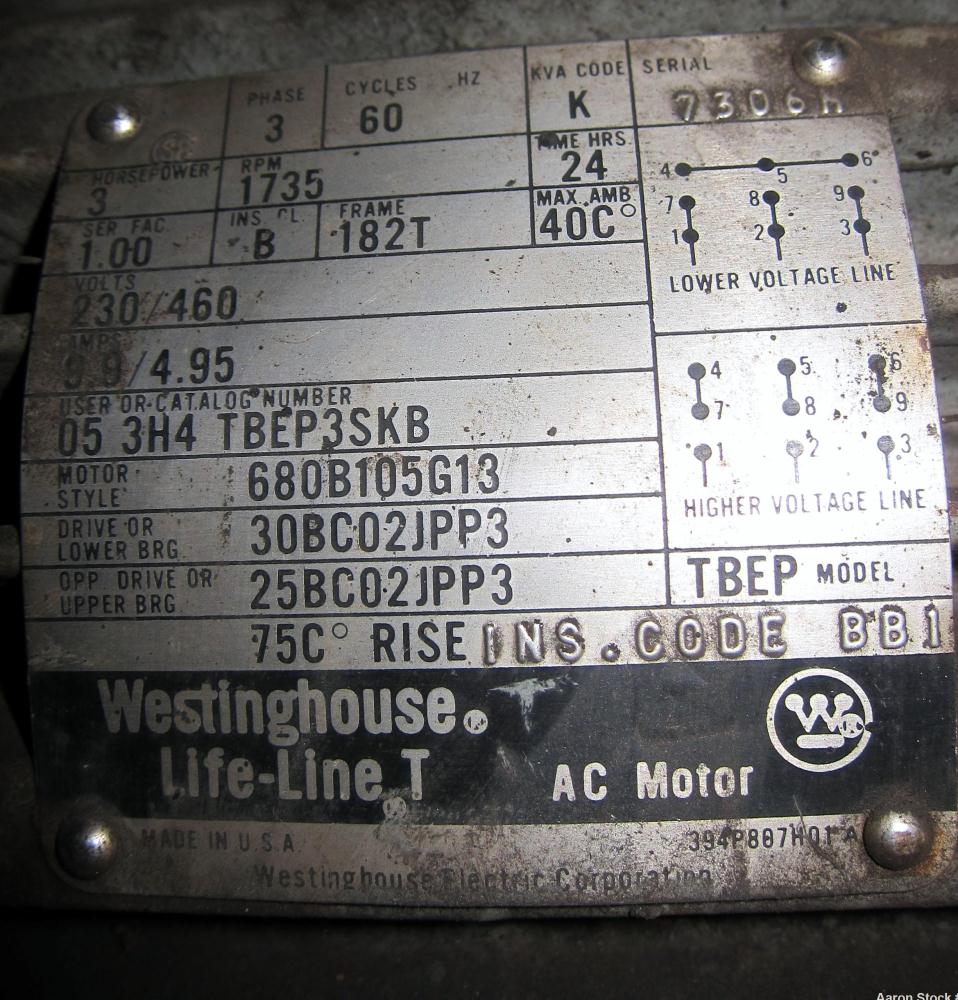 PHASE 3
CYCLES HZ 60
KVA CODE K
SERIAL
HORSEPOWER 3
RPM 1735
TIME HRS. 24
SER FAC. 1.00
INS. CL. B
FRAME 182T
MAX. AMB. 40C°
VOLTS 230/460
AMPS /4.95
USER OR CATALOG NUMBER
05 3H4 TBEP3SKB
MOTOR STYLE 680B105G13
DRIVE OR LOWER BRG. 30BC02JPP3
OPP. DRIVE OR UPPER BRG. 25BC02JPP3
75C° RISE INS. CODE BB1
4 5 6
7 8 9
1 2 3
LOWER VOLTAGE LINE
4 5 6
7 8 9
1 2 3
HIGHER VOLTAGE LINE
TBEP MODEL
Westinghouse®
Life-Line T®
AC Motor
W
MADE IN U.S.A.
394P807H01 A
Westinghouse Electric Corporation
Aaron Stock